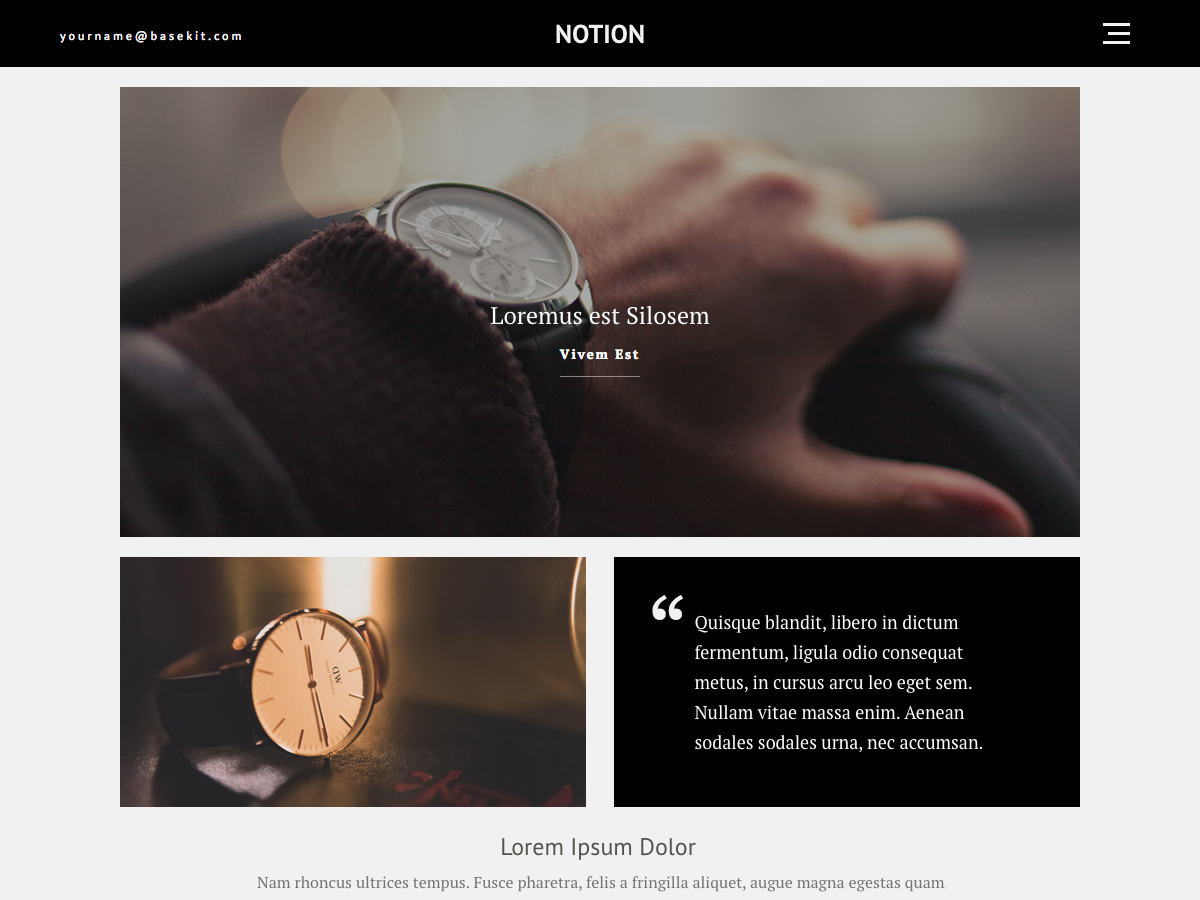 yourname@basekit.com
NOTION
Loremus est Silosem
Vivem Est
DW
“
Quisque blandit, libero in dictum
fermentum, ligula odio consequat
metus, in cursus arcu leo eget sem.
Nullam vitae massa enim. Aenean
sodales sodales urna, nec accumsan.
Lorem Ipsum Dolor
Nam rhoncus ultrices tempus. Fusce pharetra, felis a fringilla aliquet, augue magna egestas quam